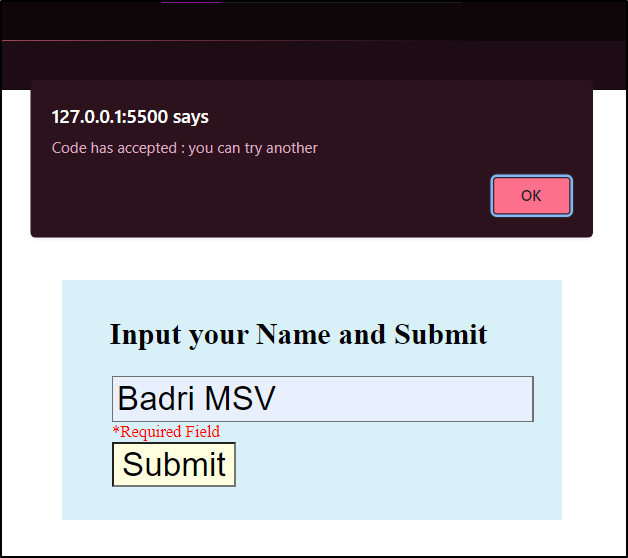 127.0.0.1:5500 says
Code has accepted : you can try another
OK
Input your Name and Submit
Badri MSV
*Required Field
Submit